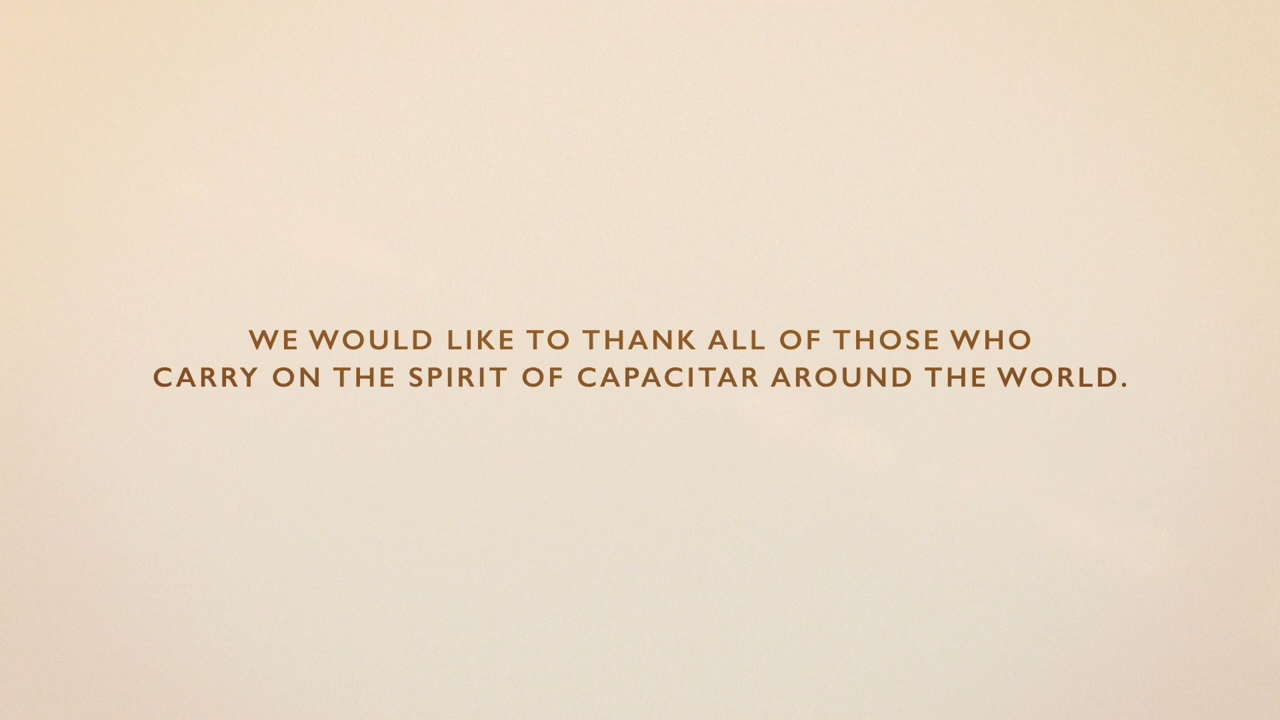 WE WOULD LIKE TO THANK ALL OF THOSE WHO
CARRY ON THE SPIRIT OF CAPACITAR AROUND THE WORLD.